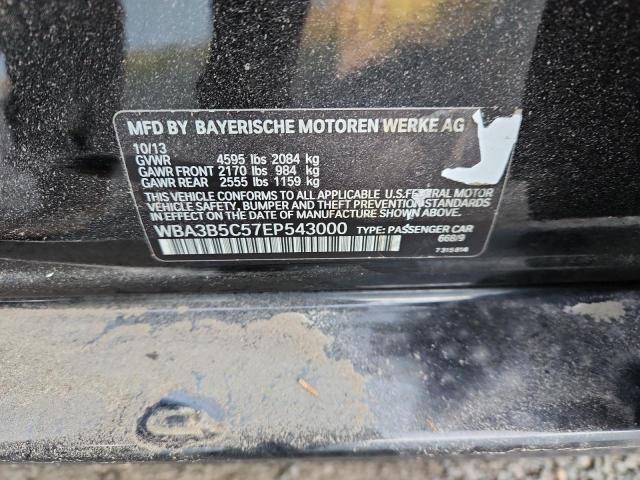 MFD BY BAYERISCHE MOTOREN WERKE AG
10/13
GVWR 4595 lbs 2084 kg
GAWR FRONT 2170 lbs 984 kg
GAWR REAR 2555 lbs 1159 kg
THIS VEHICLE CONFORMS TO ALL APPLICABLE U.S. FEDERAL MOTOR
VEHICLE SAFETY, BUMPER AND THEFT PREVENTION STANDARDS
IN EFFECT ON THE DATE OF MANUFACTURE SHOWN ABOVE.
WBA3B5C57EP543000 TYPE: PASSENGER CAR
668/9
7315816